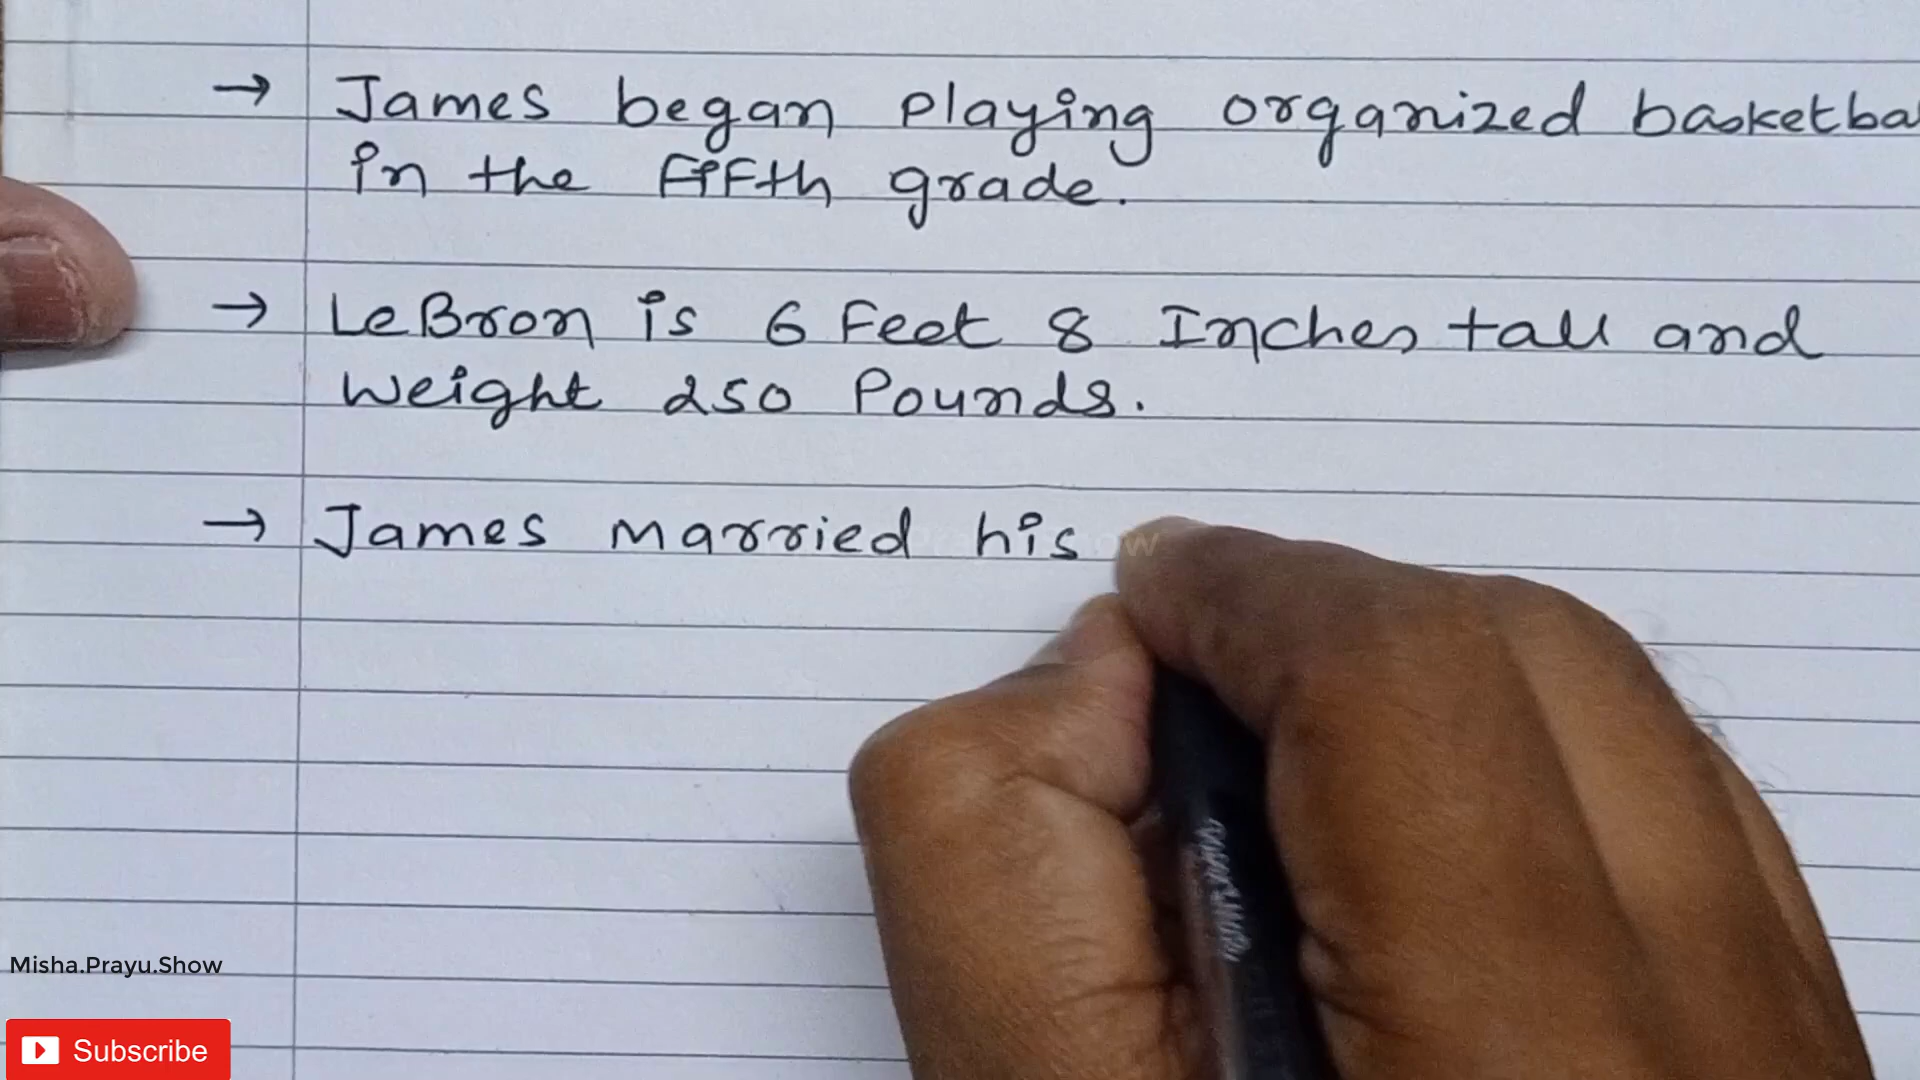 → James began playing organized basketba
in the fifth grade.
→ LeBron is 6 Feet 8 Inches tall and
Weight 250 Pounds.
→ James married his
Misha.Prayu.Show
Subscribe